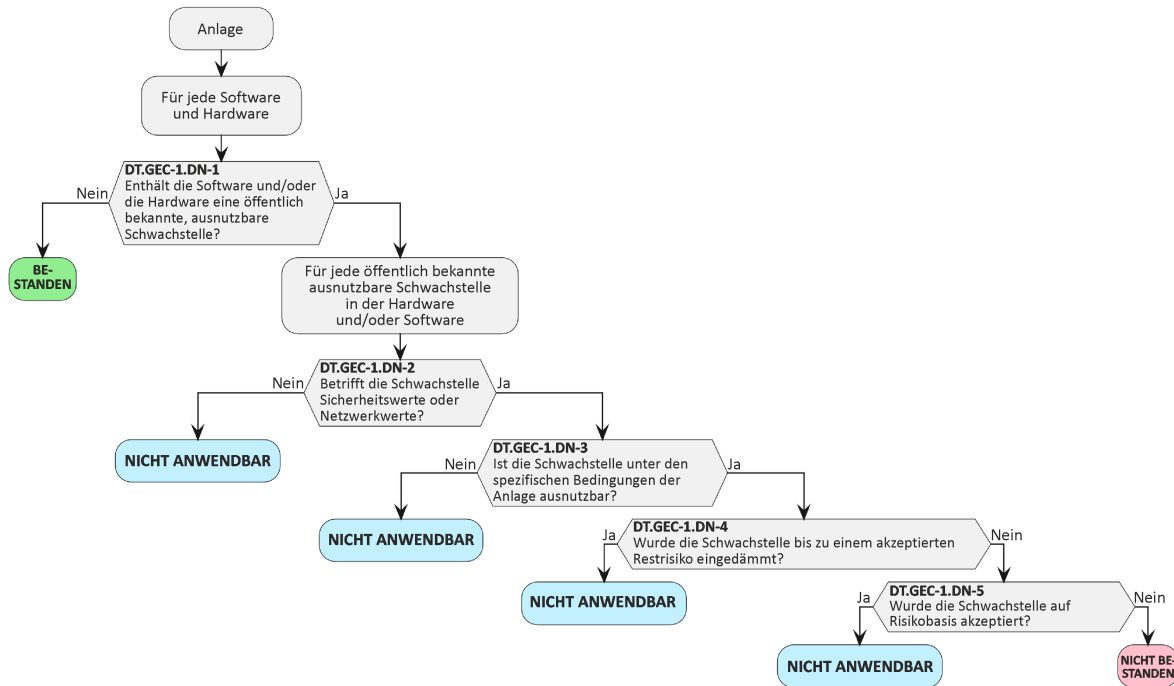 Anlage
Für jede Software
und Hardware
DT.GEC-1.DN-1
Enthält die Software und/oder
die Hardware eine öffentlich
bekannte, ausnutzbare
Schwachstelle?
Nein
Ja
BE-
STANDEN
Für jede öffentlich bekannte
ausnutzbare Schwachstelle
in der Hardware
und/oder Software
DT.GEC-1.DN-2
Betrifft die Schwachstelle
Sicherheitswerte oder
Netzwerkwerte?
Nein
Ja
NICHT ANWENDBAR
DT.GEC-1.DN-3
Ist die Schwachstelle unter den
spezifischen Bedingungen der
Anlage ausnutzbar?
Nein
Ja
NICHT ANWENDBAR
DT.GEC-1.DN-4
Wurde die Schwachstelle bis zu einem akzeptierten
Restrisiko eingedämmt?
Ja
Nein
NICHT ANWENDBAR
DT.GEC-1.DN-5
Wurde die Schwachstelle auf
Risikobasis akzeptiert?
Ja
Nein
NICHT ANWENDBAR
NICHT BE-
STANDEN